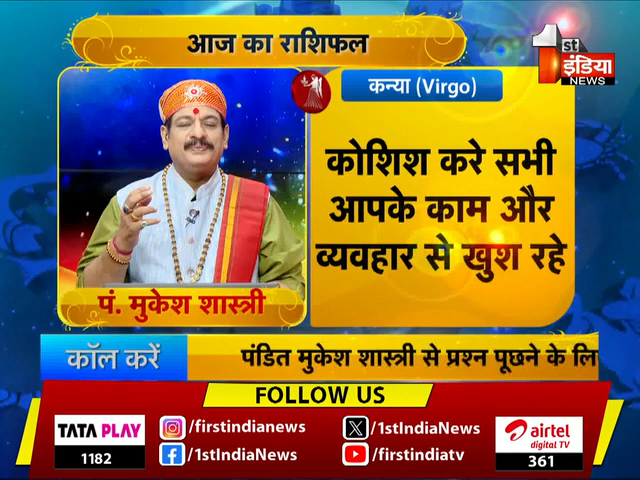 आज का राशिफल
1st
इंडिया
NEWS
कन्या (Virgo)
कोशिश करे सभी
आपके काम और
व्यवहार से खुश रहे
पं. मुकेश शास्त्री
कॉल करें
पंडित मुकेश शास्त्री से प्रश्न पूछने के लि
FOLLOW US
TATA PLAY
1182
/firstindianews
/1stIndiaNews
/1stIndiaNews
/firstindiatv
airtel
digital TV
361